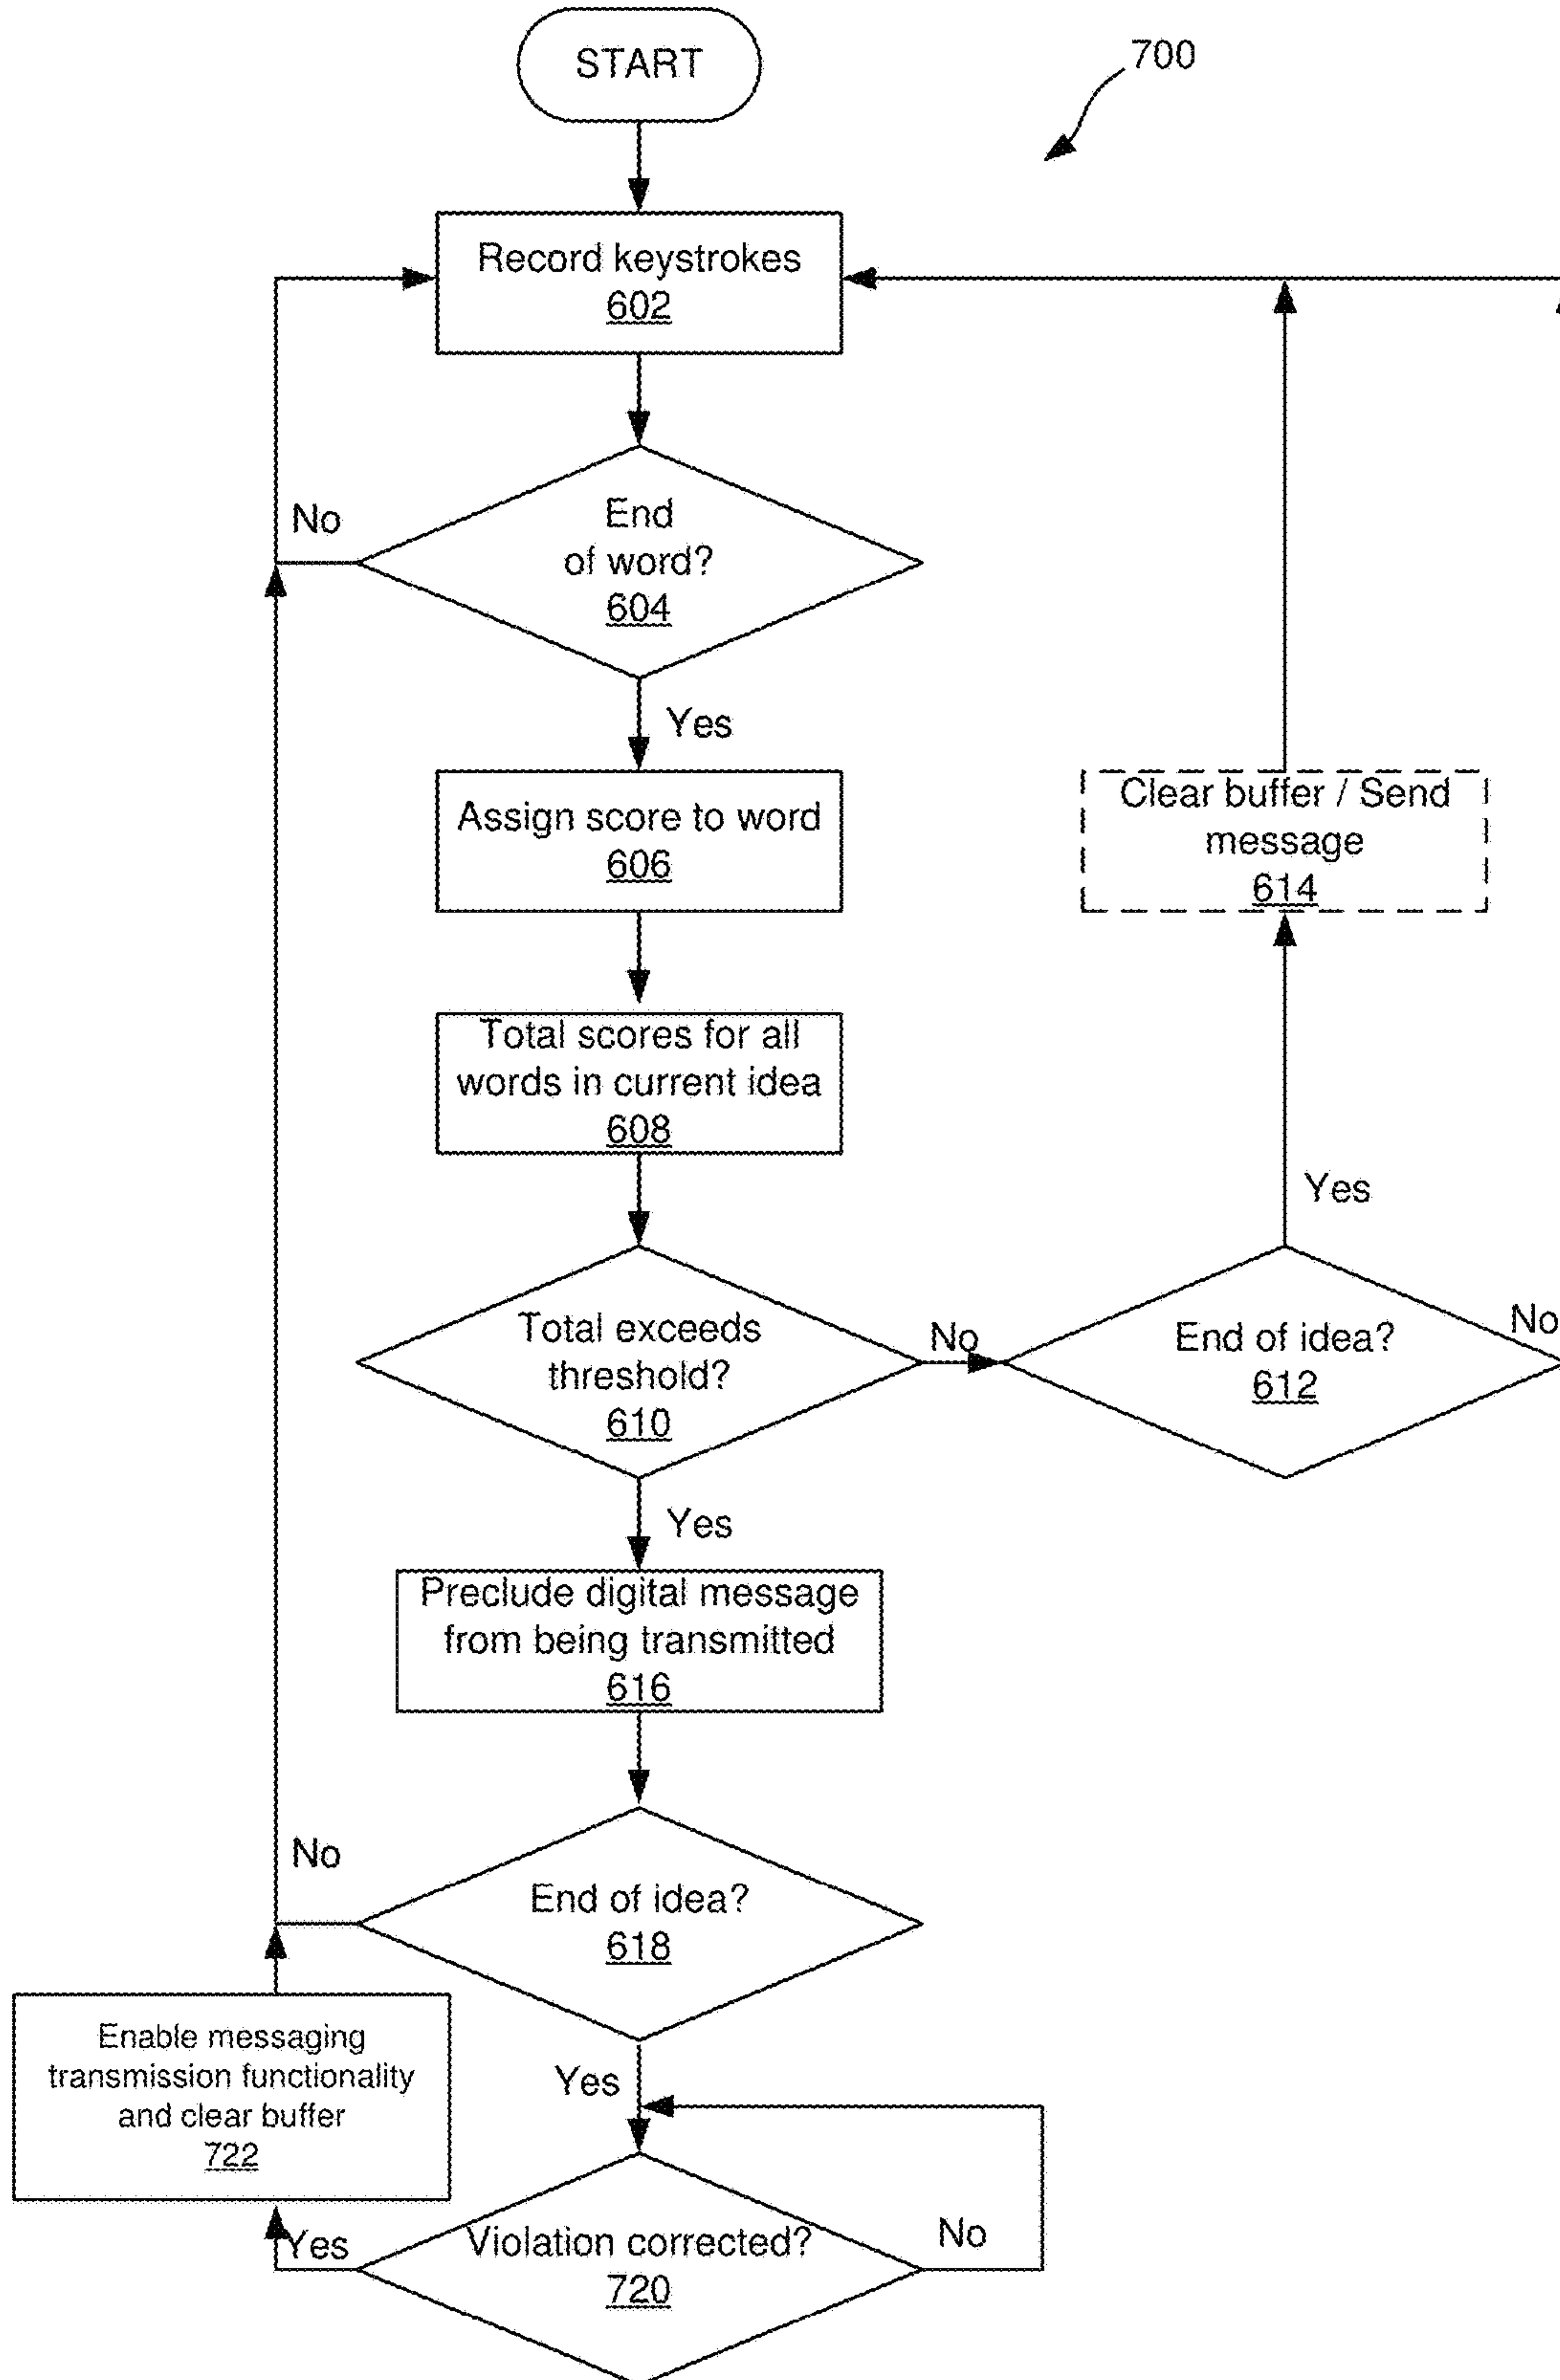 START
700
Record keystrokes
602
No
End
of word?
604
Yes
Assign score to word
606
Clear buffer / Send
message
614
Total scores for all
words in current idea
608
Yes
Total exceeds
threshold?
610
No
End of idea?
612
No
Yes
Preclude digital message
from being transmitted
616
No
End of idea?
618
Enable messaging
transmission functionality
and clear buffer
722
Yes
Yes
Violation corrected?
720
No